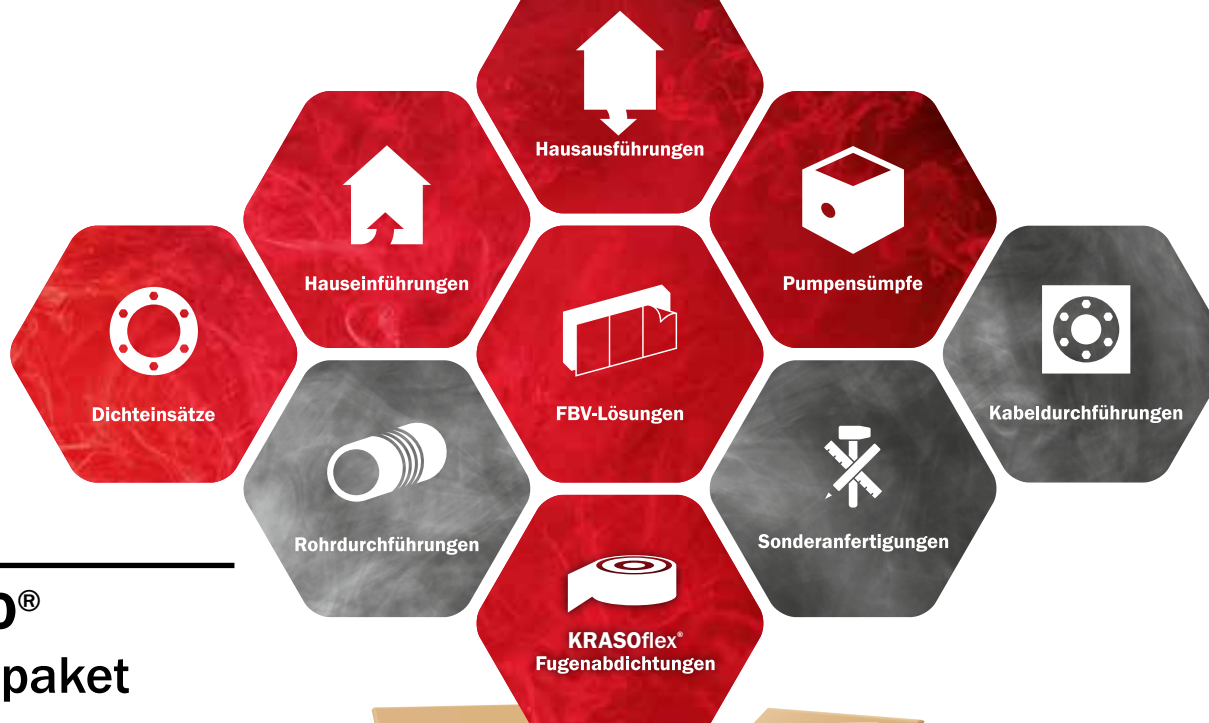 Hausausführungen
Hauseinführungen
Pumpensümpfe
Dichteinsätze
FBV-Lösungen
Kabeldurchführungen
Rohrdurchführungen
Sonderanfertigungen
KRASOflex®
Fugenabdichtungen
®
paket